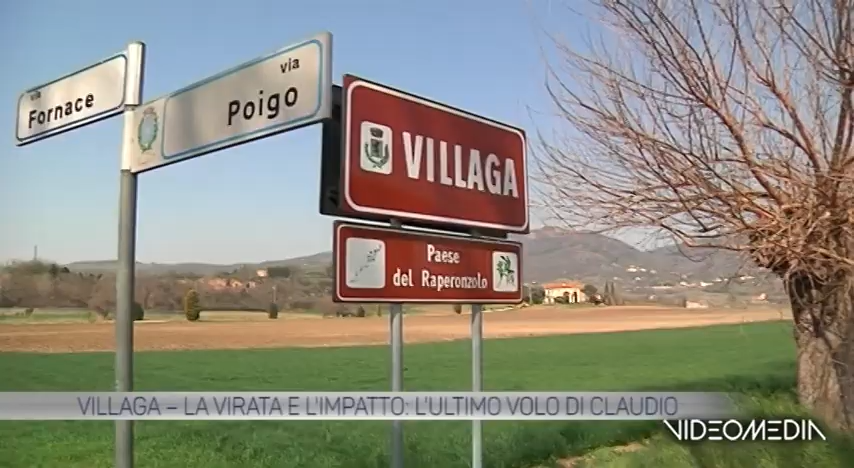 via
Fornace
via
Poigo
VILLAGA
Paese
del Raperonzolo
VILLAGA – LA VIRATA E L'IMPATTO: L'ULTIMO VOLO DI CLAUDIO
VIDEOMEDIA